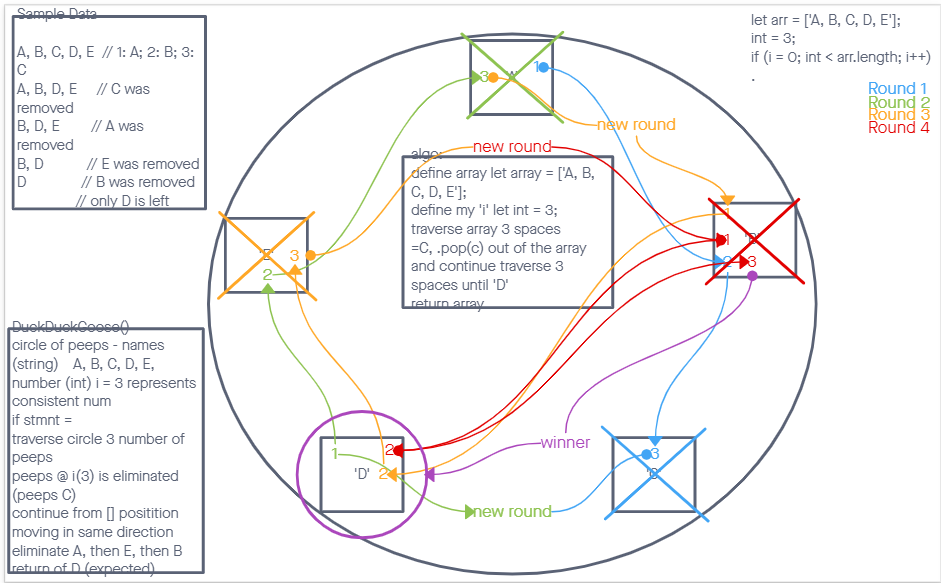 Sample Data
A, B, C, D, E // 1: A; 2: B; 3:
C
A, B, D, E // C was
removed
B, D, E // A was
removed
B, D // E was removed
D // B was removed
// only D is left
let arr = ['A, B, C, D, E'];
int = 3;
if (i = 0; int < arr.length; i++)
.
Round 1
Round 2
Round 3
Round 4
3 1
new round
new round
algo:
define array let array = ['A, B,
C, D, E'];
define my 'i' let int = 3;
traverse array 3 spaces
=C, .pop(c) out of the array
and continue traverse 3
spaces until 'D'
return array
1
1
2 3
3
2
DuckDuckGoose()
circle of peeps - names
(string) A, B, C, D, E,
number (int) i = 3 represents
consistent num
if stmnt =
traverse circle 3 number of
peeps
peeps @ i(3) is eliminated
(peeps C)
continue from [] positition
moving in same direction
eliminate A, then E, then B
return of D (expected)
2
1
'D' 2
winner
3
'C'
new round